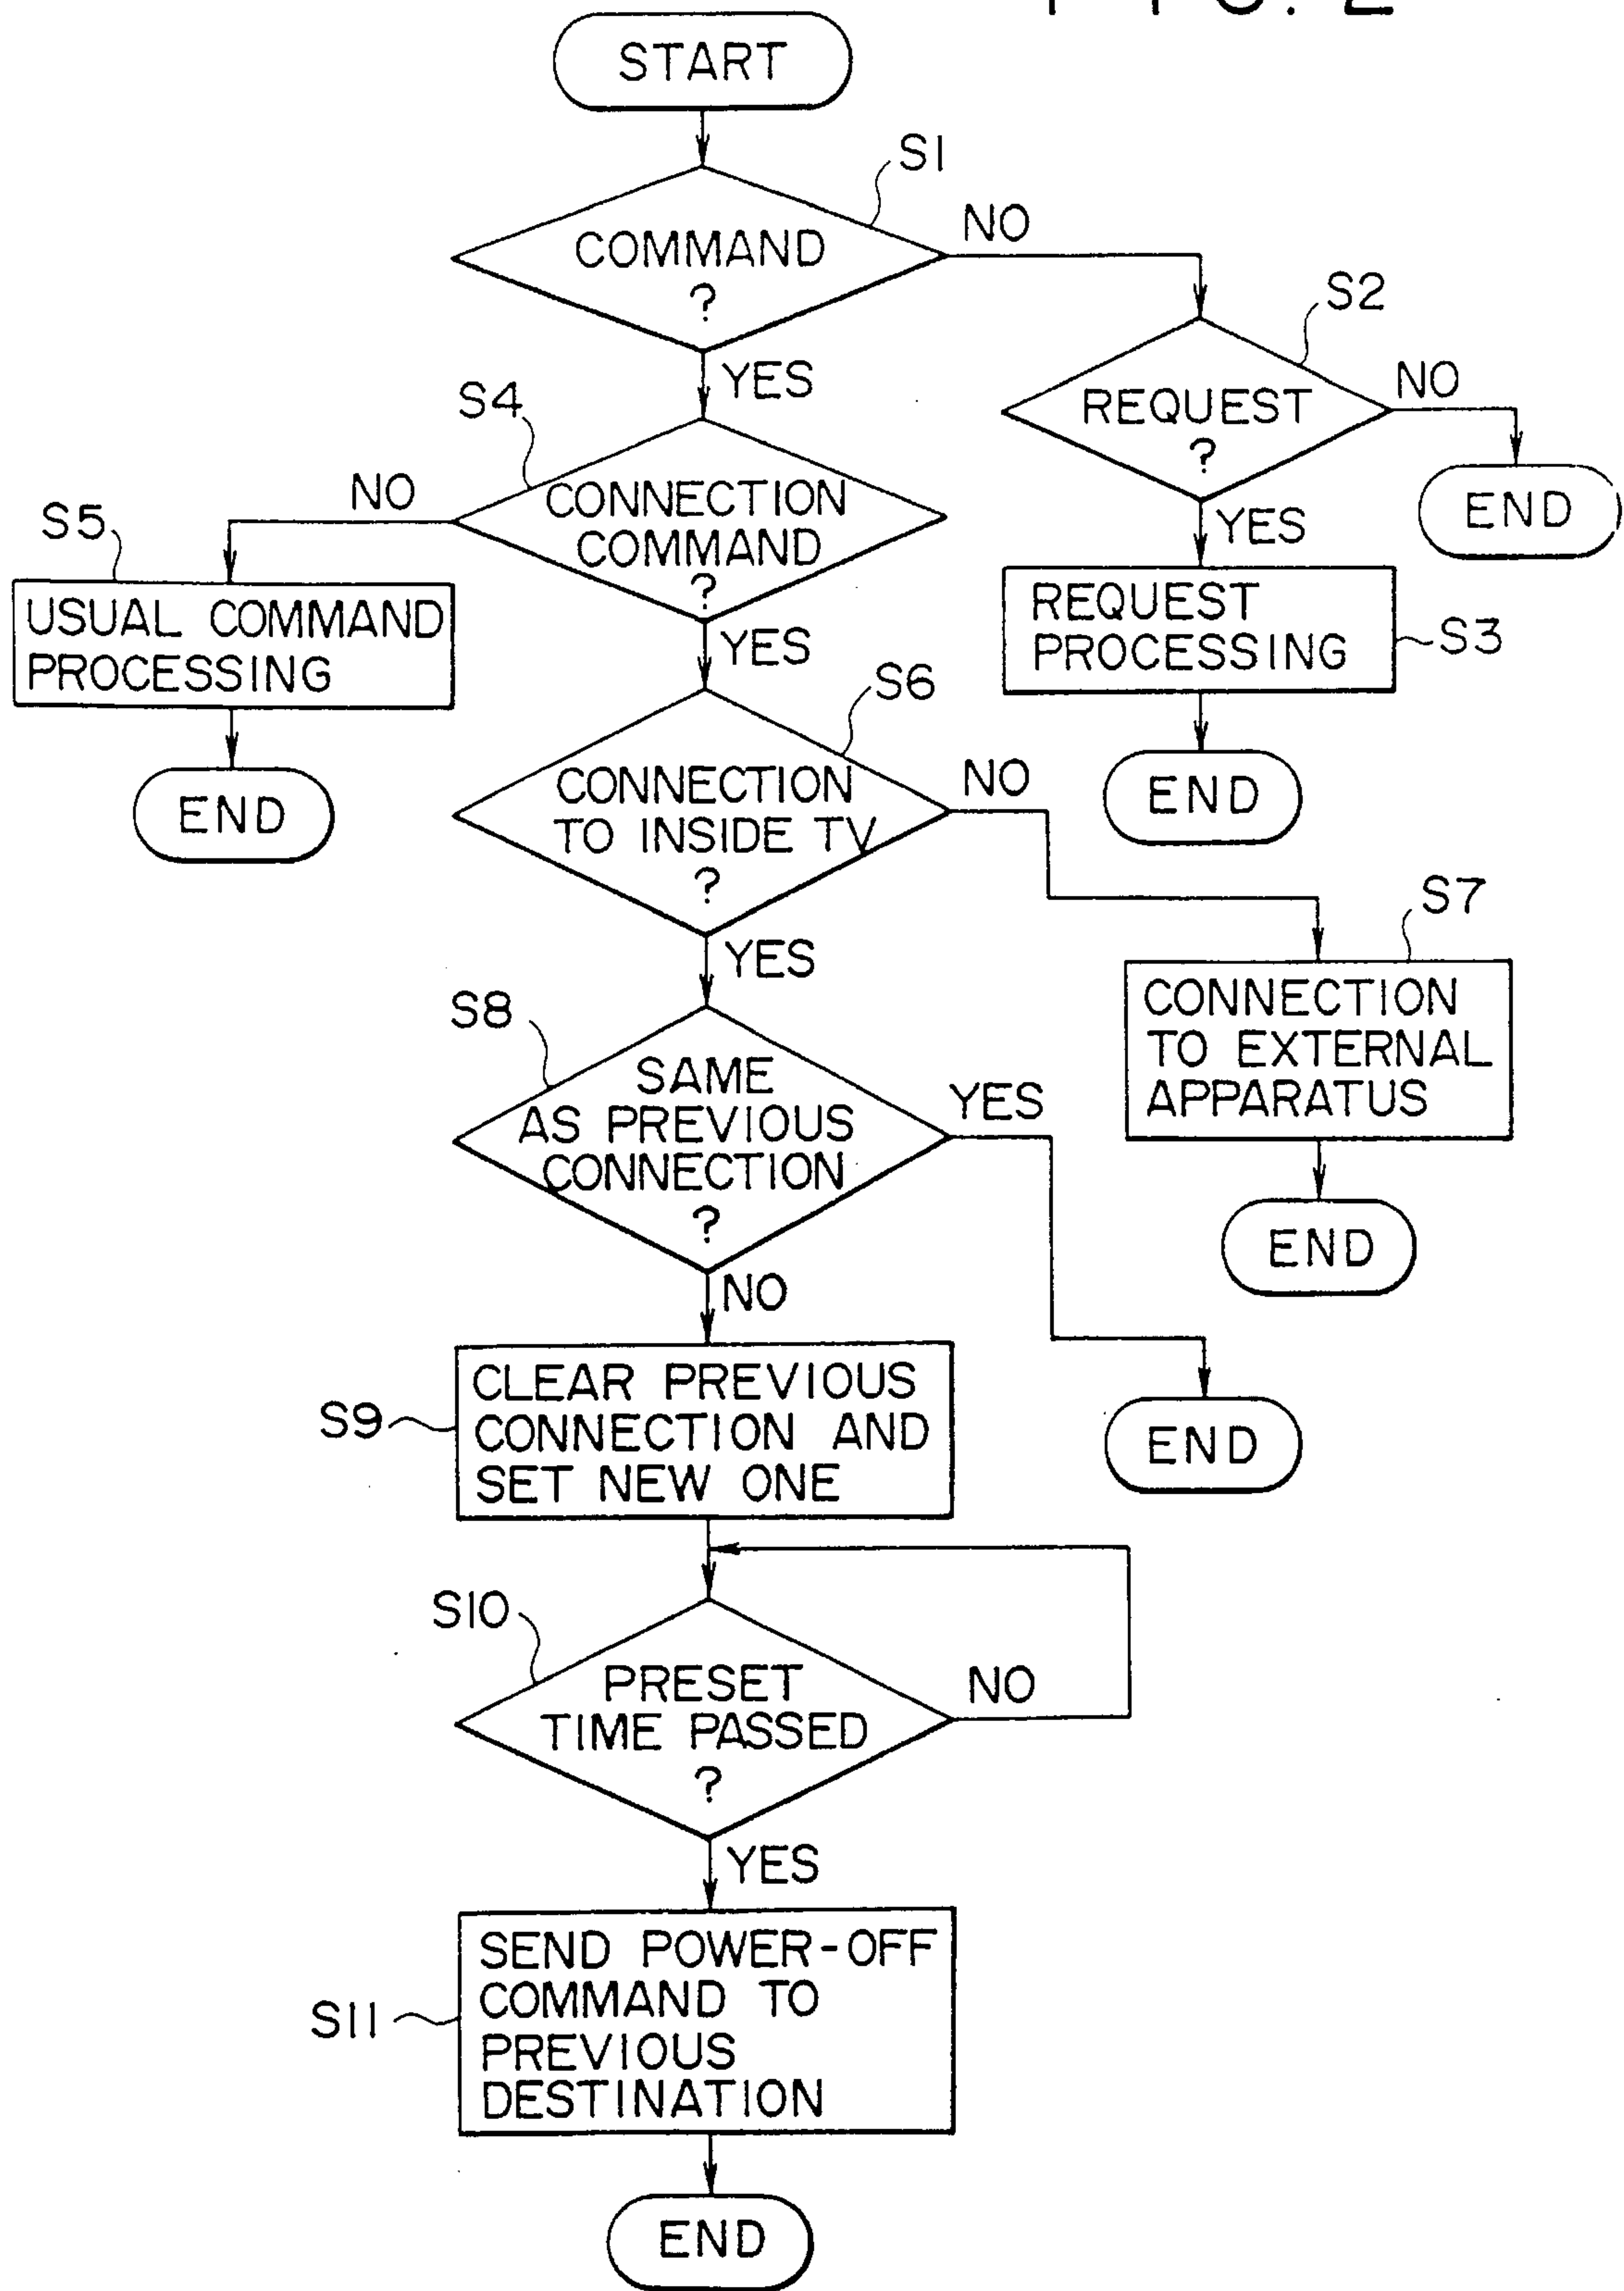 FIG. 2
START
S1
COMMAND
?
NO
S2
YES
REQUEST
?
NO
END
S4
CONNECTION
COMMAND
?
NO
S5
USUAL COMMAND
PROCESSING
END
YES
REQUEST
PROCESSING
S3
END
YES
S6
CONNECTION
TO INSIDE TV
?
NO
S7
CONNECTION
TO EXTERNAL
APPARATUS
END
YES
S8
SAME
AS PREVIOUS
CONNECTION
?
YES
END
NO
S9
CLEAR PREVIOUS
CONNECTION AND
SET NEW ONE
S10
PRESET
TIME PASSED
?
NO
YES
S11
SEND POWER-OFF
COMMAND TO
PREVIOUS
DESTINATION
END